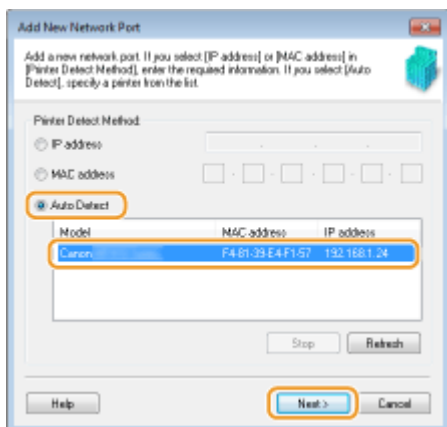 Add New Network Port
Add a new network port. If you select [IP address] or [MAC address] in
[Printer Detect Method], enter the required information. If you select [Auto
Detect], specify a printer from the list.
Printer Detect Method
IP address
MAC address
Auto Detect
Model MAC address IP address
Canon F4-81-39-E4-F1-57 192.168.1.24
Stop Refresh
Help Next > Cancel